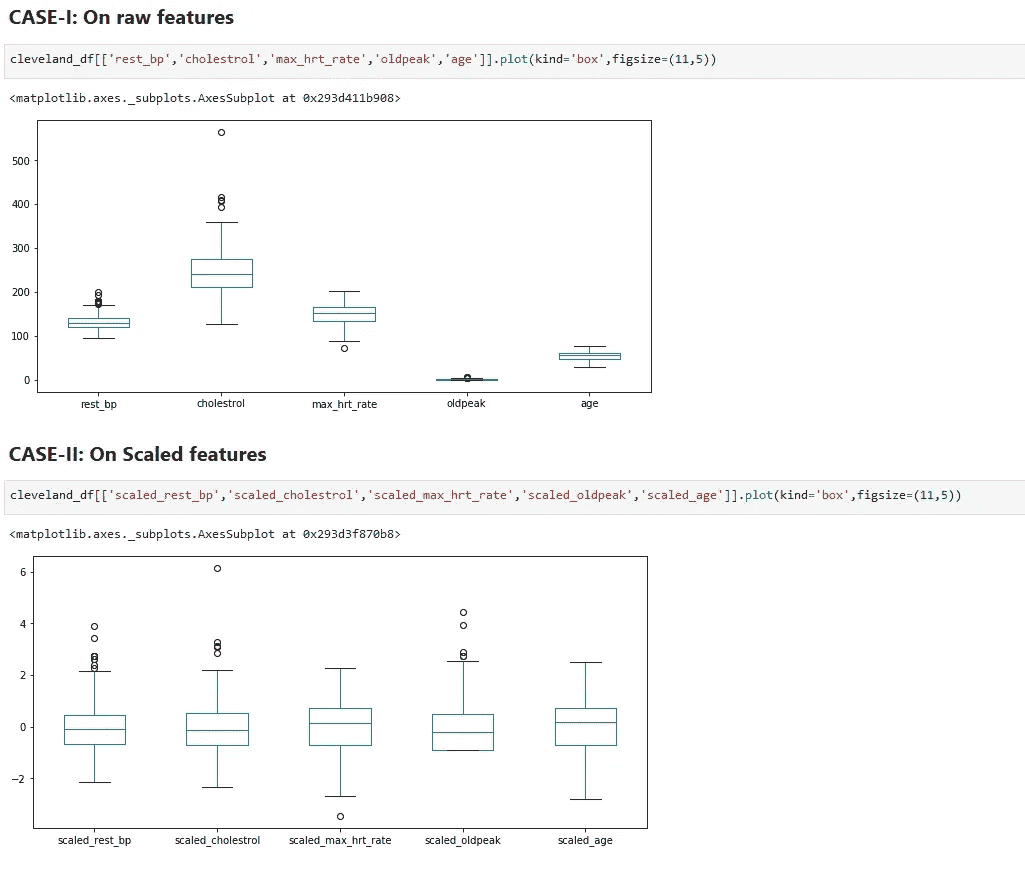 CASE-I: On raw features
cleveland_df[['rest_bp','cholestrol','max_hrt_rate','oldpeak','age']].plot(kind='box',figsize=(11,5))
<matplotlib.axes._subplots.AxesSubplot at 0x293d411b908>
500
400
300
200
100
0
rest_bp cholestrol max_hrt_rate oldpeak age
CASE-II: On Scaled features
cleveland_df[['scaled_rest_bp','scaled_cholestrol','scaled_max_hrt_rate','scaled_oldpeak','scaled_age']].plot(kind='box',figsize=(11,5))
<matplotlib.axes._subplots.AxesSubplot at 0x293d3f870b8>
6
4
2
0
−2
scaled_rest_bp scaled_cholestrol scaled_max_hrt_rate scaled_oldpeak scaled_age